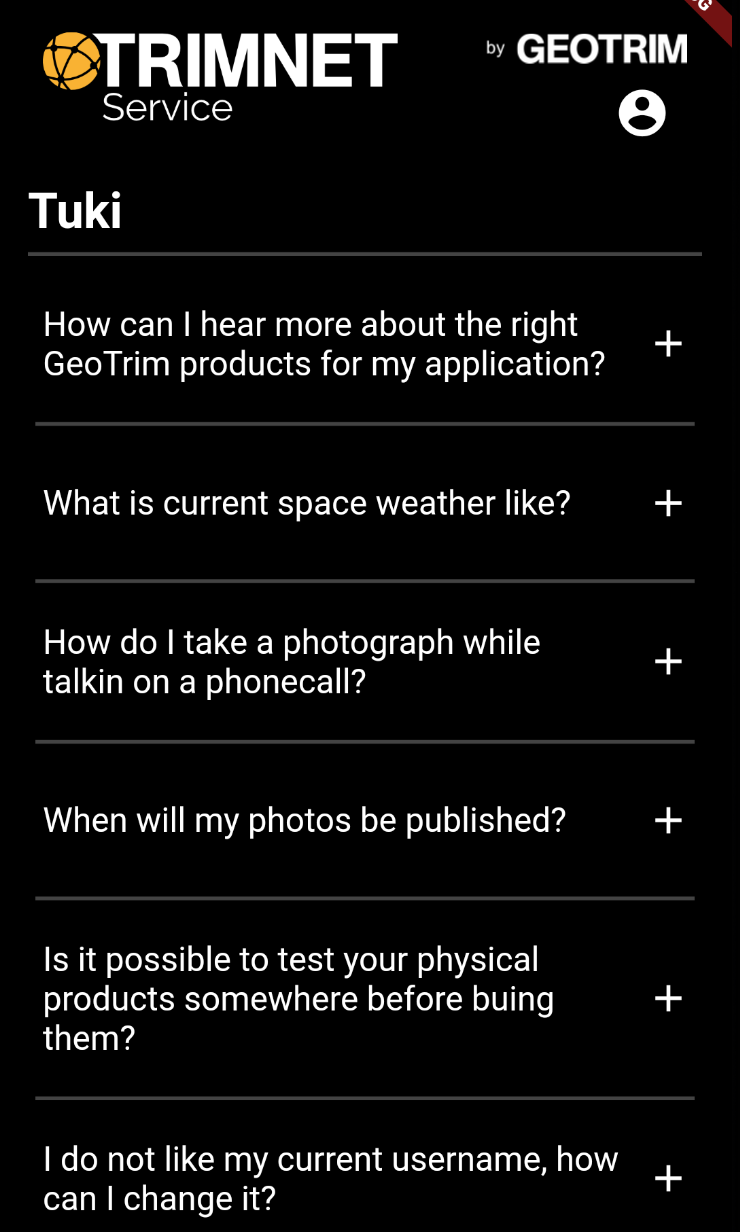 TRIMNET
Service
by GEOTRIM
Tuki
How can I hear more about the right
GeoTrim products for my application?
What is current space weather like?
How do I take a photograph while
talkin on a phonecall?
When will my photos be published?
Is it possible to test your physical
products somewhere before buing
them?
I do not like my current username, how
can I change it?